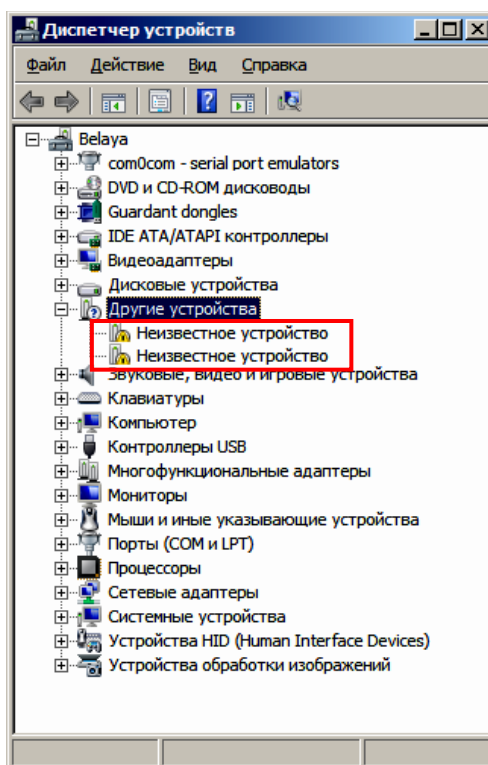 Диспетчер устройств
Файл Действие Вид Справка
Belaya
com0com - serial port emulators
DVD и CD-ROM дисководы
Guardant dongles
IDE ATA/ATAPI контроллеры
Видеоадаптеры
Дисковые устройства
Другие устройства
Неизвестное устройство
Неизвестное устройство
Звуковые, видео и игровые устройства
Клавиатуры
Компьютер
Контроллеры USB
Многофункциональные адаптеры
Мониторы
Мыши и иные указывающие устройства
Порты (COM и LPT)
Процессоры
Сетевые адаптеры
Системные устройства
Устройства HID (Human Interface Devices)
Устройства обработки изображений